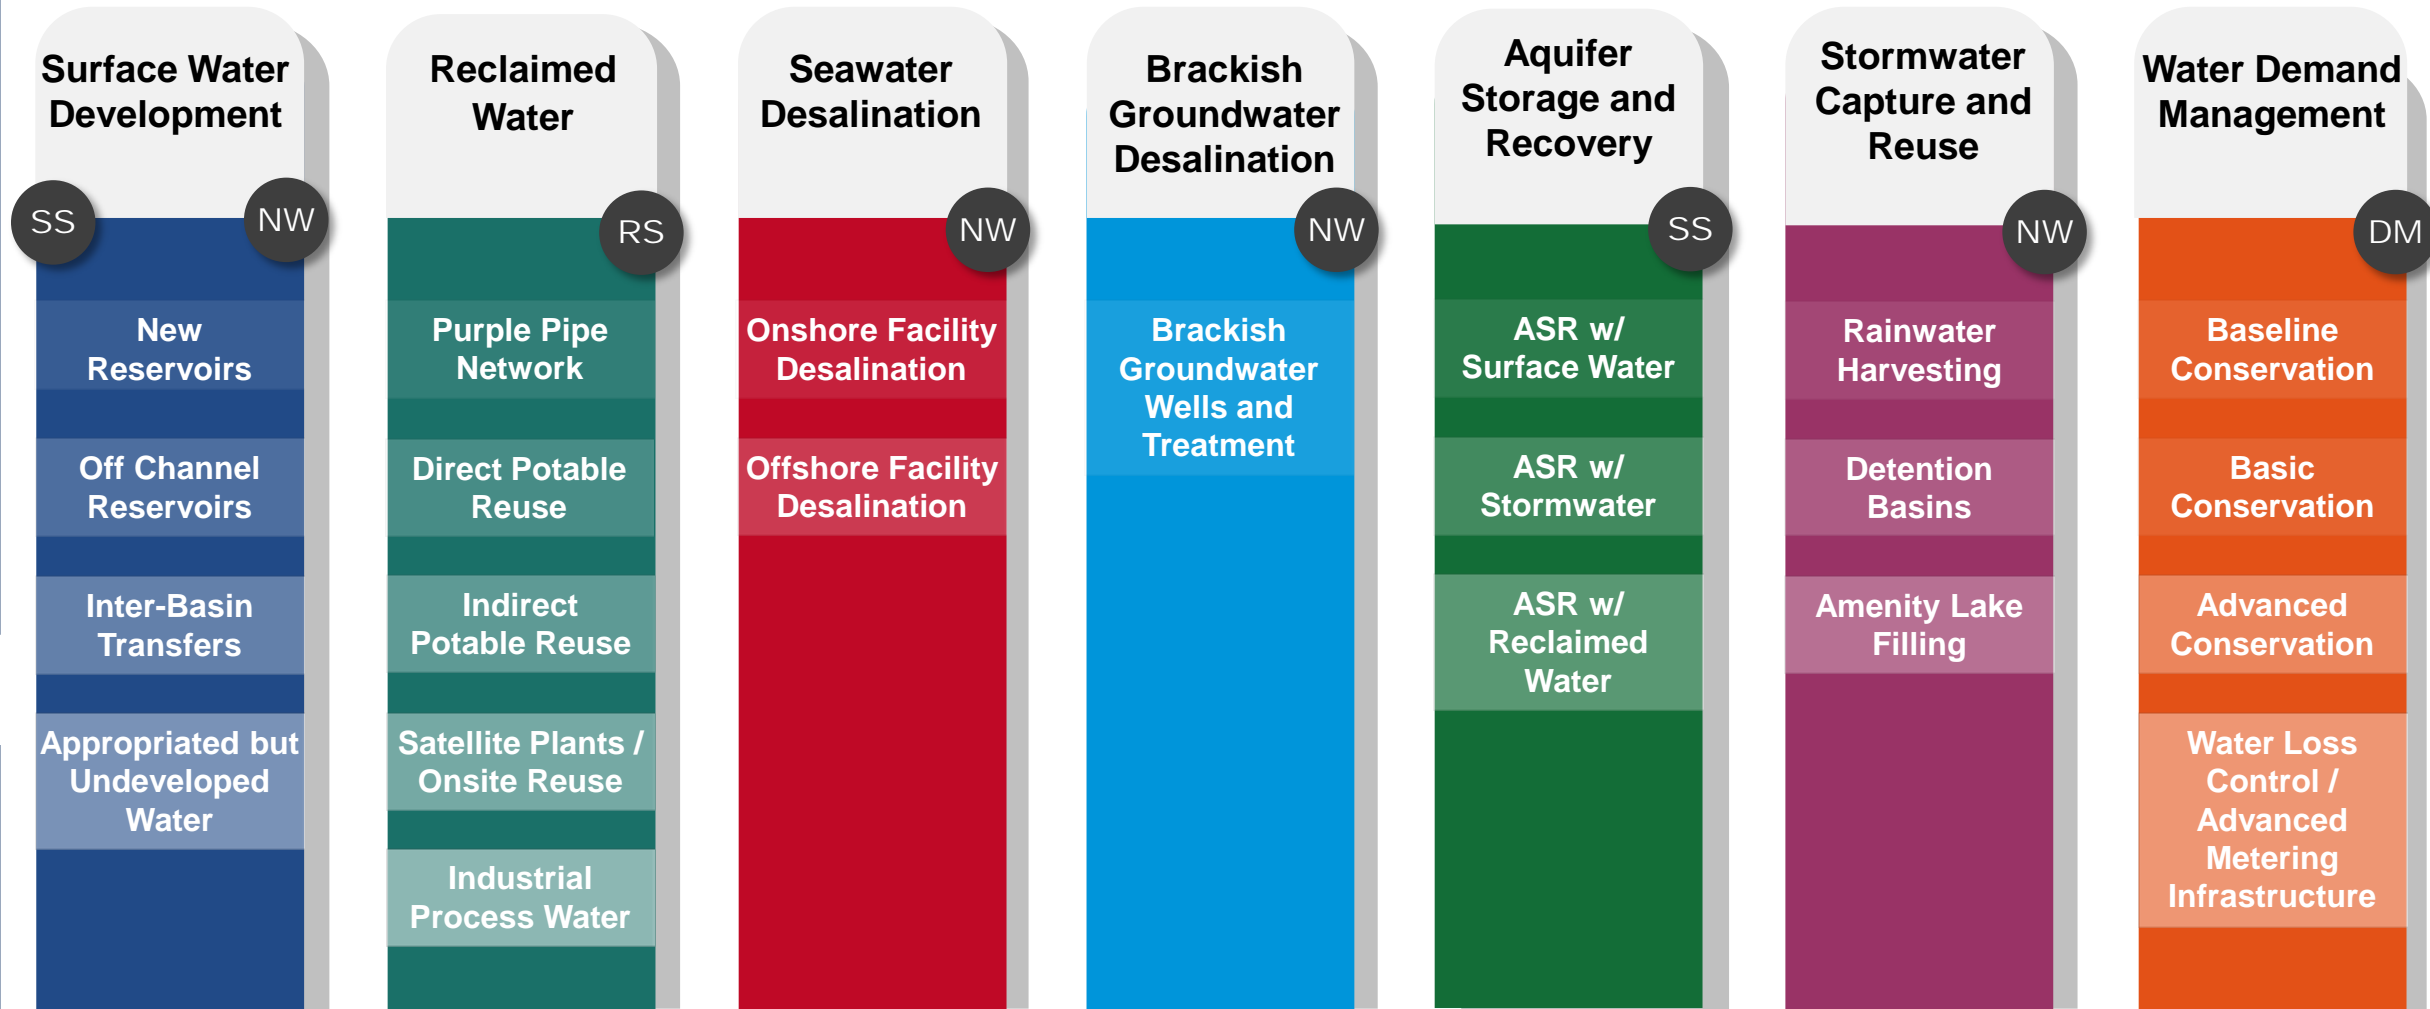 Surface Water
Development
SS
NW
New
Reservoirs
Off Channel
Reservoirs
Inter-Basin
Transfers
Appropriated but
Undeveloped
Water
Reclaimed
Water
RS
Purple Pipe
Network
Direct Potable
Reuse
Indirect
Potable Reuse
Satellite Plants /
Onsite Reuse
Industrial
Process Water
Seawater
Desalination
NW
Onshore Facility
Desalination
Offshore Facility
Desalination
Brackish
Groundwater
Desalination
NW
Brackish
Groundwater
Wells and
Treatment
Aquifer
Storage and
Recovery
SS
ASR w/
Surface Water
ASR w/
Stormwater
ASR w/
Reclaimed
Water
Stormwater
Capture and
Reuse
NW
Rainwater
Harvesting
Detention
Basins
Amenity Lake
Filling
Water Demand
Management
DM
Baseline
Conservation
Basic
Conservation
Advanced
Conservation
Water Loss
Control /
Advanced
Metering
Infrastructure